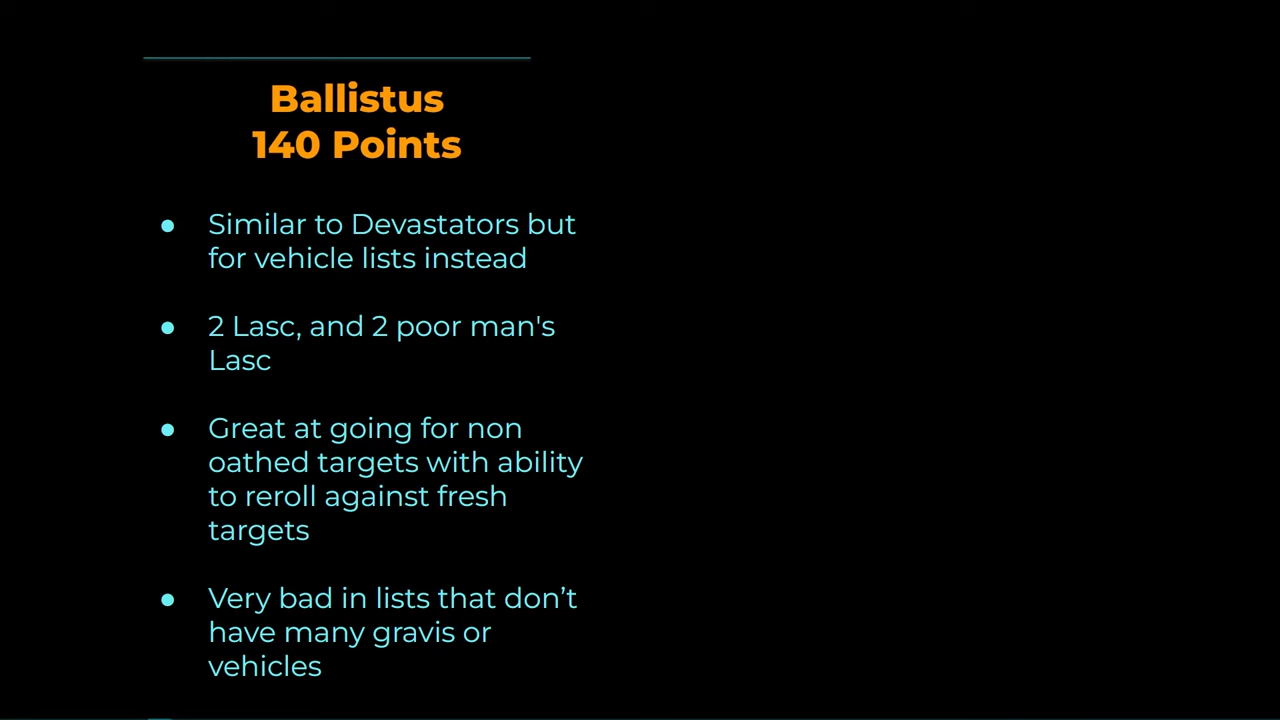 Ballistus
140 Points
● Similar to Devastators but
for vehicle lists instead
● 2 Lasc, and 2 poor man's
Lasc
● Great at going for non
oathed targets with ability
to reroll against fresh
targets
● Very bad in lists that don’t
have many gravis or
vehicles